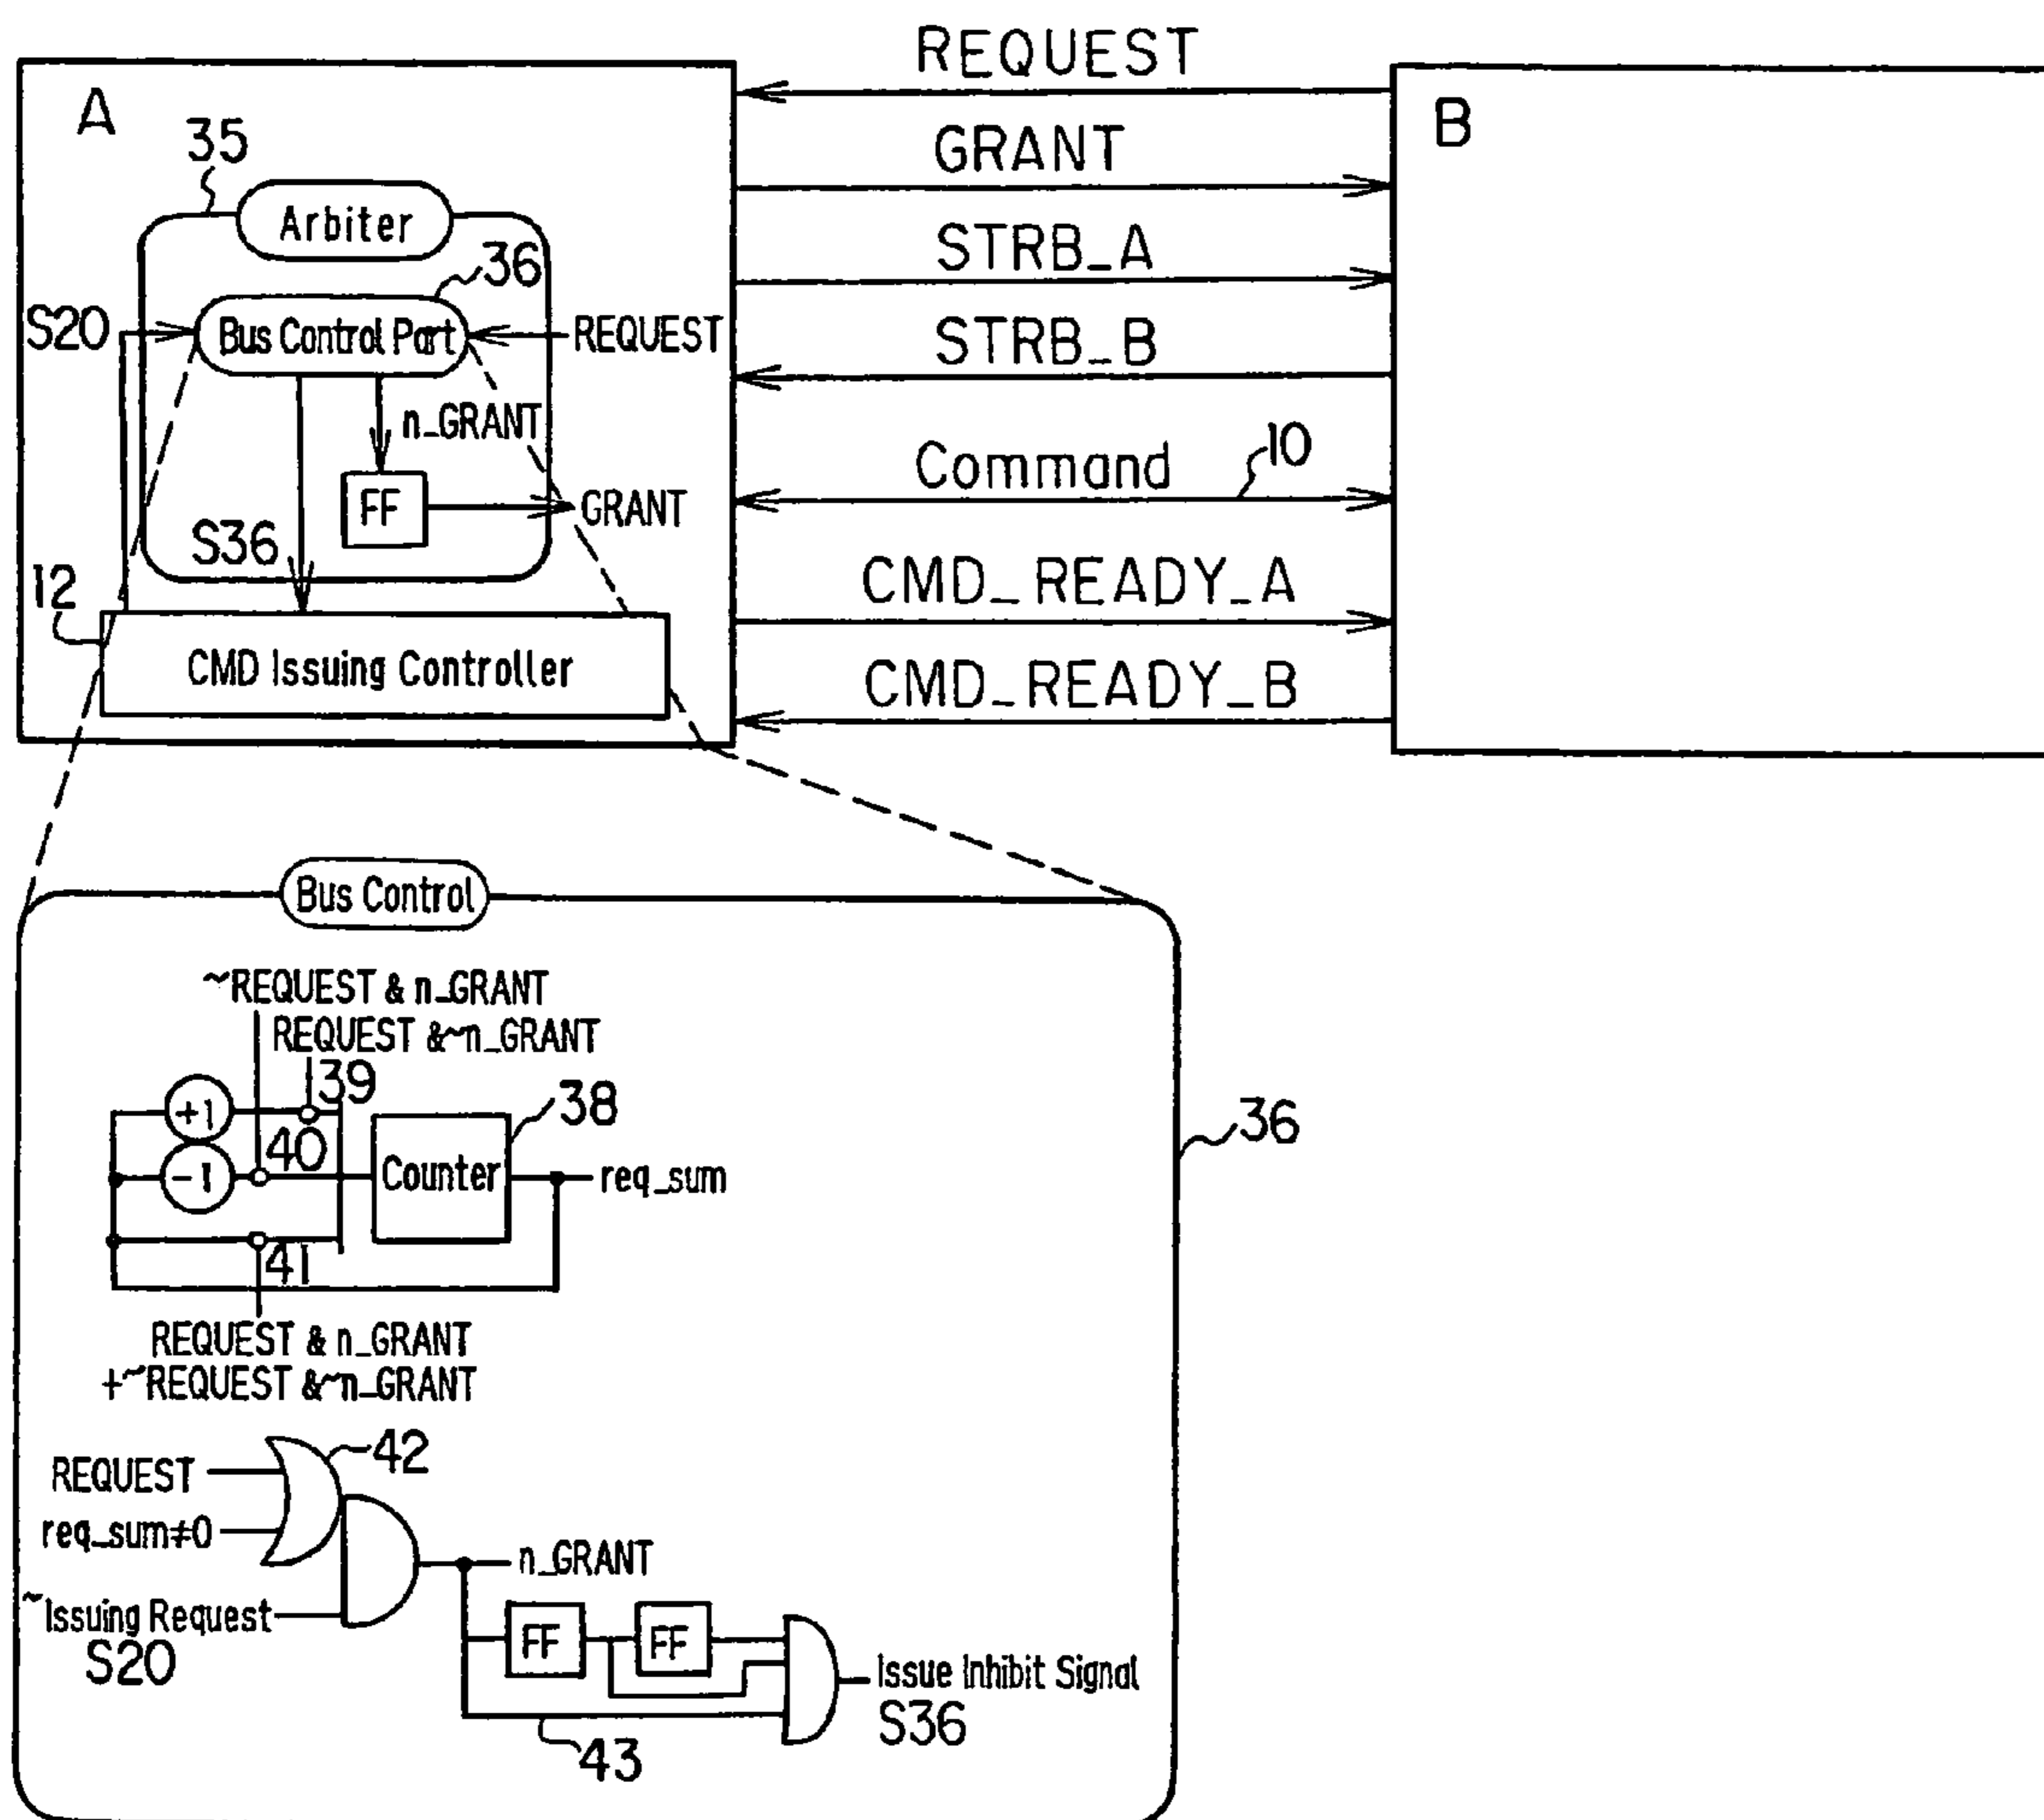 A
35
Arbiter
36
S20
Bus Control Part
REQUEST
n_GRANT
FF
GRANT
S36
12
CMD Issuing Controller
REQUEST
GRANT
STRB_A
STRB_B
Command
10
CMD_READY_A
CMD_READY_B
B
Bus Control
~REQUEST & n_GRANT
REQUEST &~n_GRANT
39
+1
40
-1
38
Counter
req_sum
41
36
REQUEST & n_GRANT
+~REQUEST &~n_GRANT
REQUEST
42
req_sum≠0
n_GRANT
~Issuing Request
S20
FF
FF
Issue Inhibit Signal
S36
43